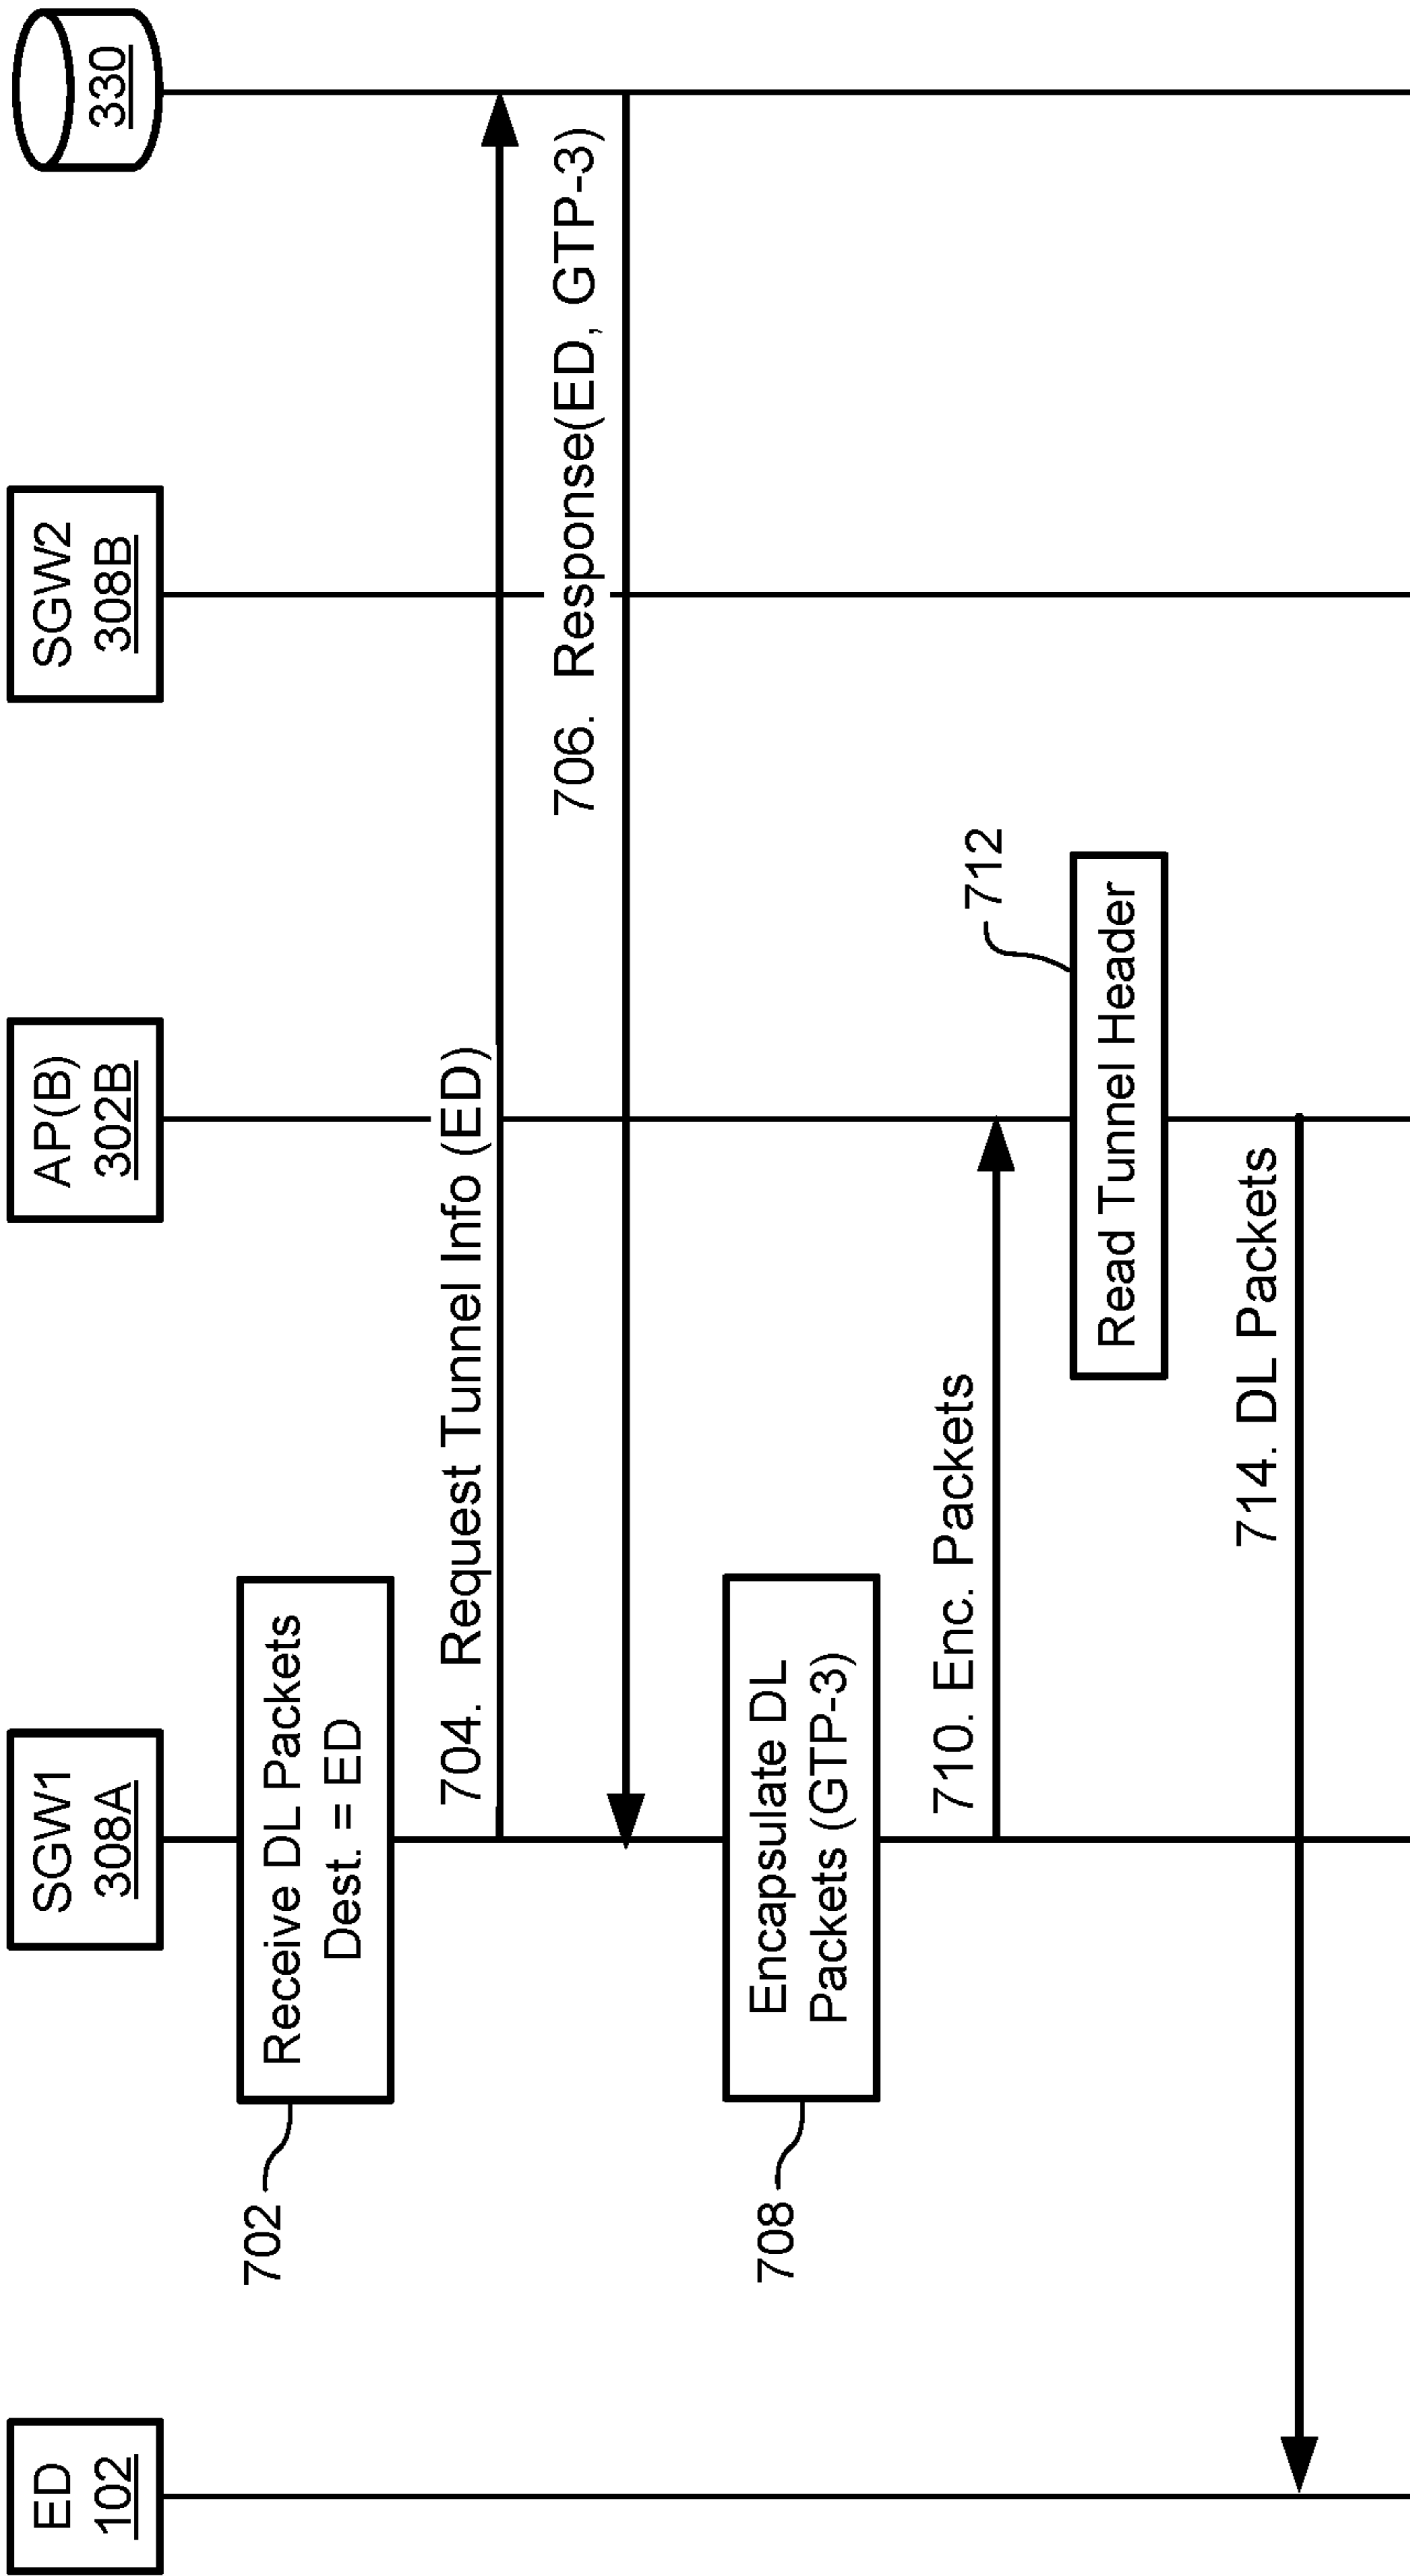 ED
102
SGW1
308A
AP(B)
302B
SGW2
308B
330
702
Receive DL Packets
Dest. = ED
704. Request Tunnel Info (ED)
706. Response(ED, GTP-3)
708
Encapsulate DL
Packets (GTP-3)
710. Enc. Packets
712
Read Tunnel Header
714. DL Packets